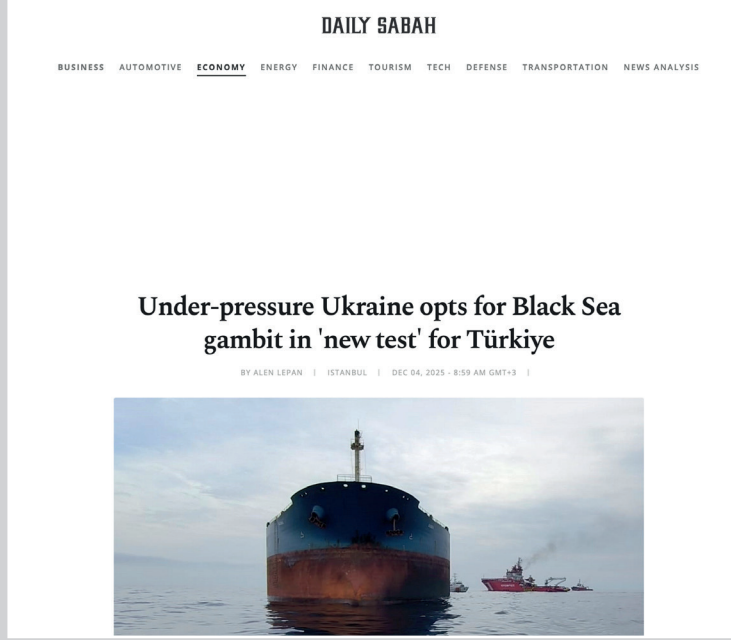 DAILY SABAH
BUSINESS AUTOMOTIVE ECONOMY ENERGY FINANCE TOURISM TECH DEFENSE TRANSPORTATION NEWS ANALYSIS
Under-pressure Ukraine opts for Black Sea
gambit in 'new test' for Türkiye
BY ALEN LEPAN | ISTANBUL | DEC 04, 2025 - 8:59 AM GMT+3 |